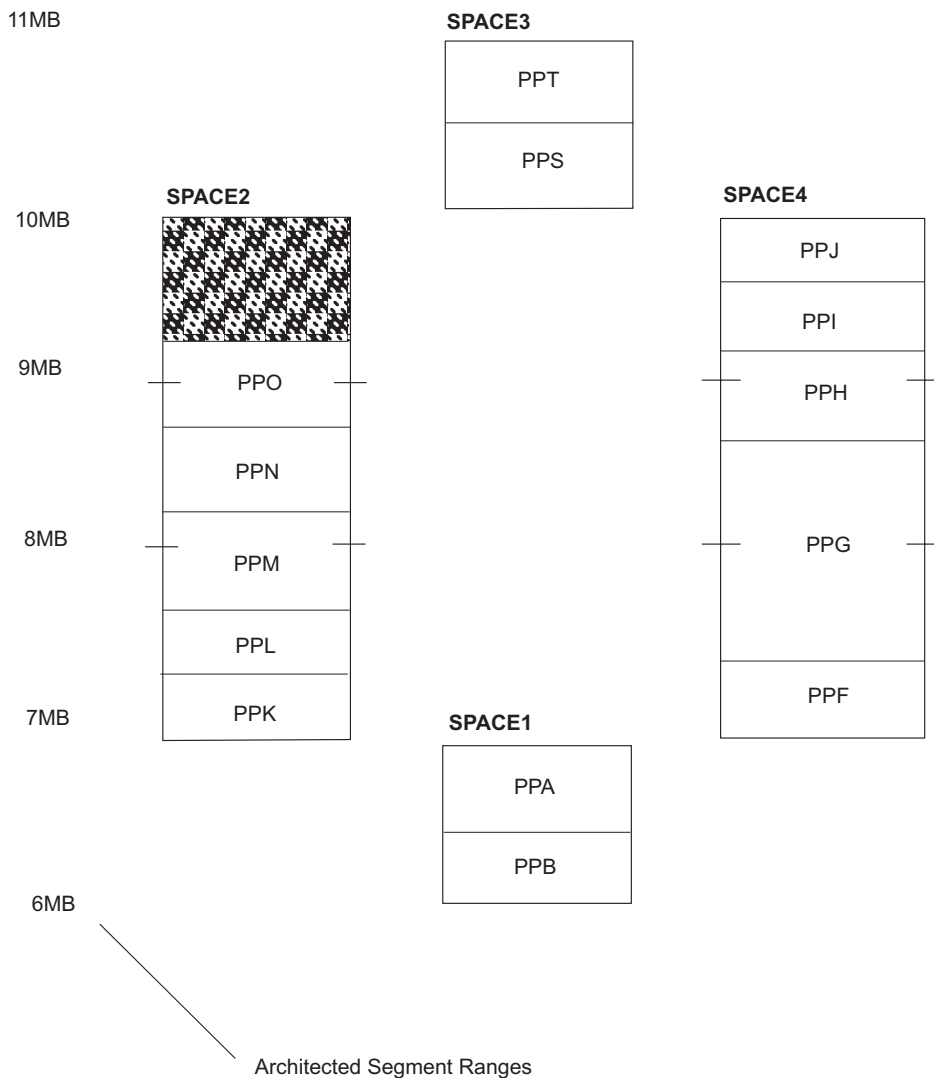 11MB
SPACE3
PPT
PPS
SPACE2
SPACE4
10MB
PPJ
PPI
9MB
PPO
PPH
PPN
8MB
PPM
PPG
PPL
PPF
7MB
PPK
SPACE1
PPA
PPB
6MB
Architected Segment Ranges